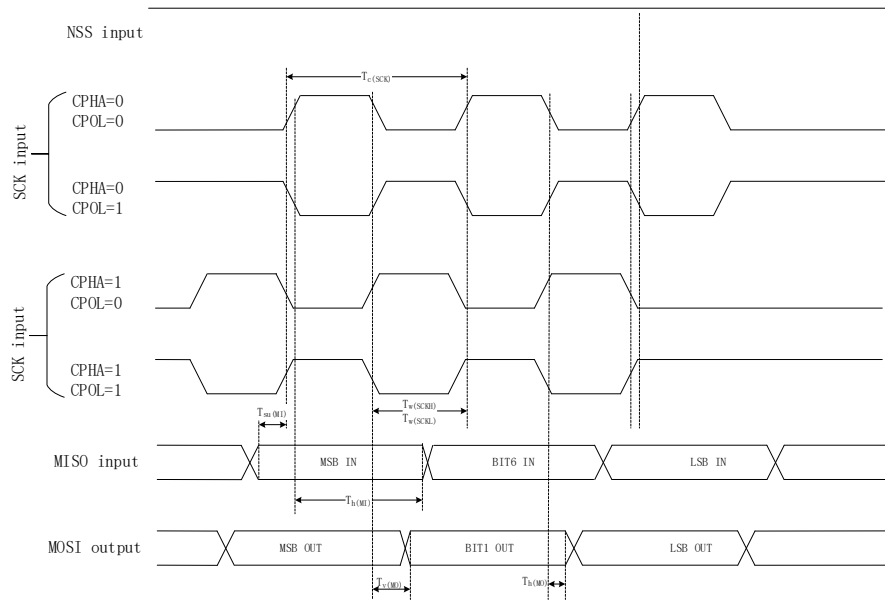 NSS input
Tc(SCK)
SCK input
CPHA=0
CPOL=0
CPHA=0
CPOL=1
SCK input
CPHA=1
CPOL=0
CPHA=1
CPOL=1
Tsu(MI)
Tw(SCKH)
Tw(SCKL)
MISO input
MSB IN
BIT6 IN
LSB IN
Th(MI)
MOSI output
MSB OUT
BIT1 OUT
LSB OUT
Tv(MO)
Th(MO)